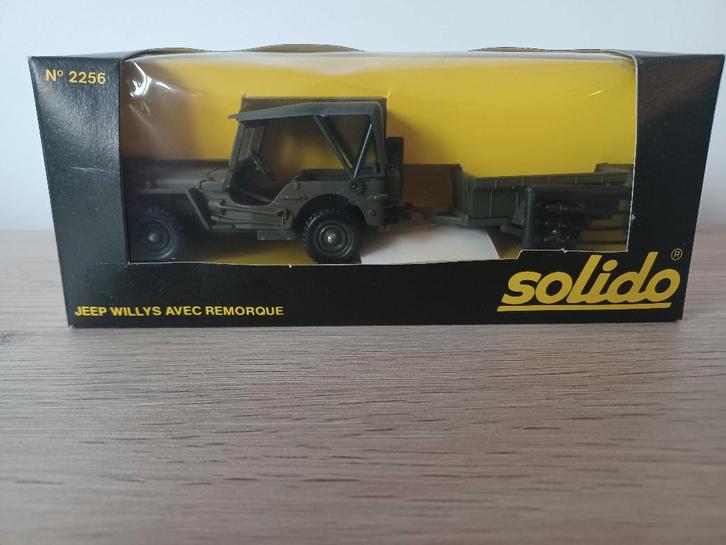 N° 2256
JEEP WILLYS AVEC REMORQUE
solido®